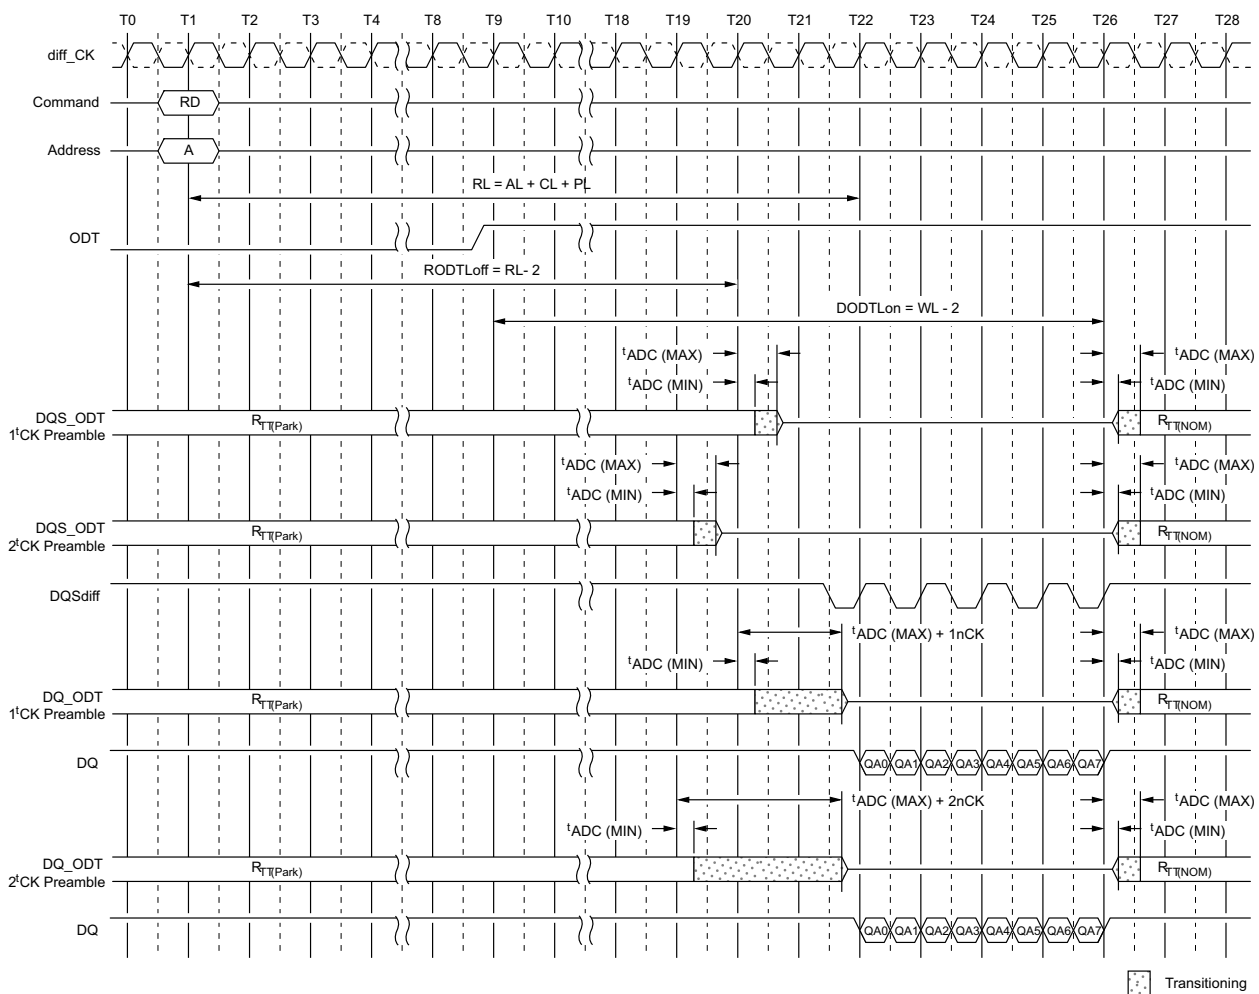 T0 T1 T2 T3 T4 T8 T9 T10 T18 T19 T20 T21 T22 T23 T24 T25 T26 T27 T28
diff_CK
Command RD
Address A
RL = AL + CL + PL
ODT
RODTLoff = RL- 2
DODTLon = WL - 2
tADC (MAX) tADC (MAX)
tADC (MIN) tADC (MIN)
DQS_ODT
1tCK Preamble
RTT(Park) RTT(NOM)
tADC (MAX) tADC (MAX)
tADC (MIN) tADC (MIN)
DQS_ODT
2tCK Preamble
RTT(Park) RTT(NOM)
DQSdiff
tADC (MAX) + 1nCK tADC (MAX)
tADC (MIN) tADC (MIN)
DQ_ODT
1tCK Preamble
RTT(Park) RTT(NOM)
DQ QA0 QA1 QA2 QA3 QA4 QA5 QA6 QA7
tADC (MAX) + 2nCK tADC (MAX)
tADC (MIN) tADC (MIN)
DQ_ODT
2tCK Preamble
RTT(Park) RTT(NOM)
DQ QA0 QA1 QA2 QA3 QA4 QA5 QA6 QA7
Transitioning